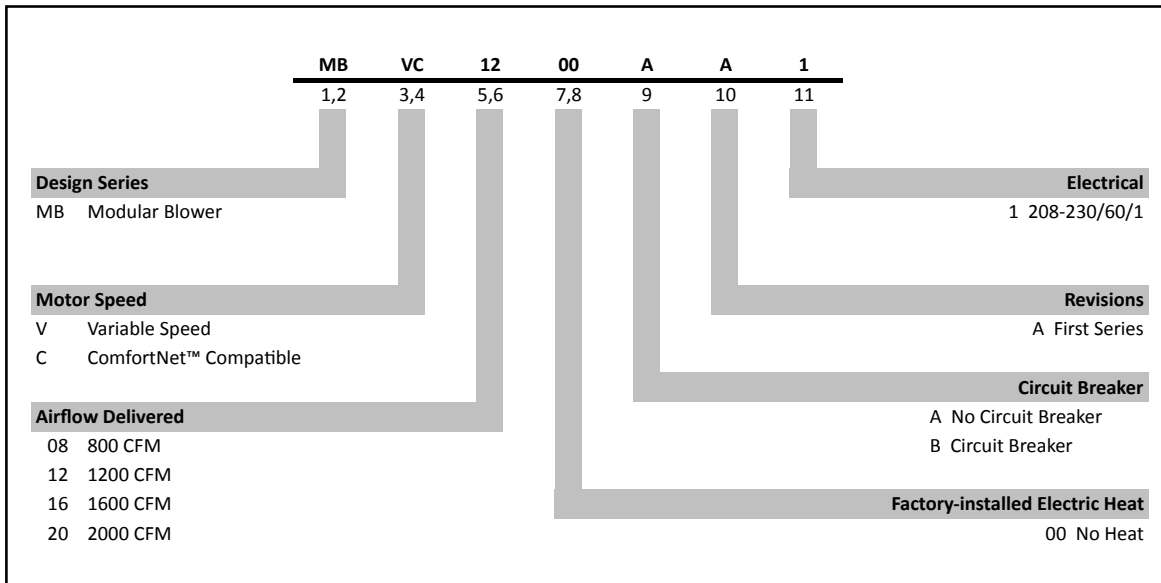 MB VC 12 00 A A 1
1,2 3,4 5,6 7,8 9 10 11
Design Series
MB Modular Blower
Electrical
1 208-230/60/1
Motor Speed
V Variable Speed
C ComfortNet™ Compatible
Revisions
A First Series
Circuit Breaker
A No Circuit Breaker
B Circuit Breaker
Airflow Delivered
08 800 CFM
12 1200 CFM
16 1600 CFM
20 2000 CFM
Factory-installed Electric Heat
00 No Heat